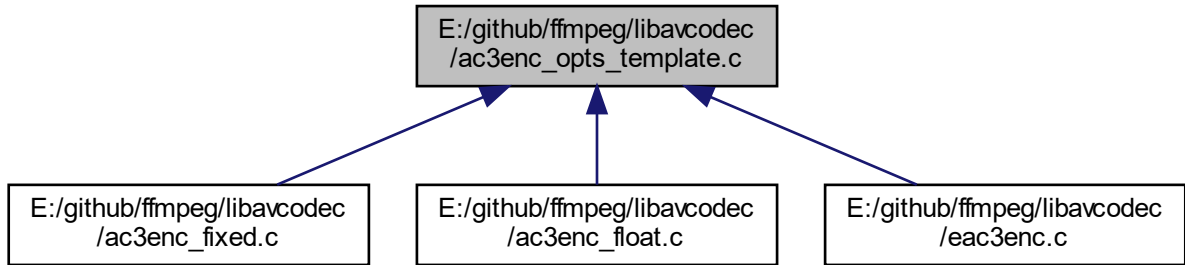 E:/github/ffmpeg/libavcodec
/ac3enc_opts_template.c
E:/github/ffmpeg/libavcodec
/ac3enc_fixed.c
E:/github/ffmpeg/libavcodec
/ac3enc_float.c
E:/github/ffmpeg/libavcodec
/eac3enc.c